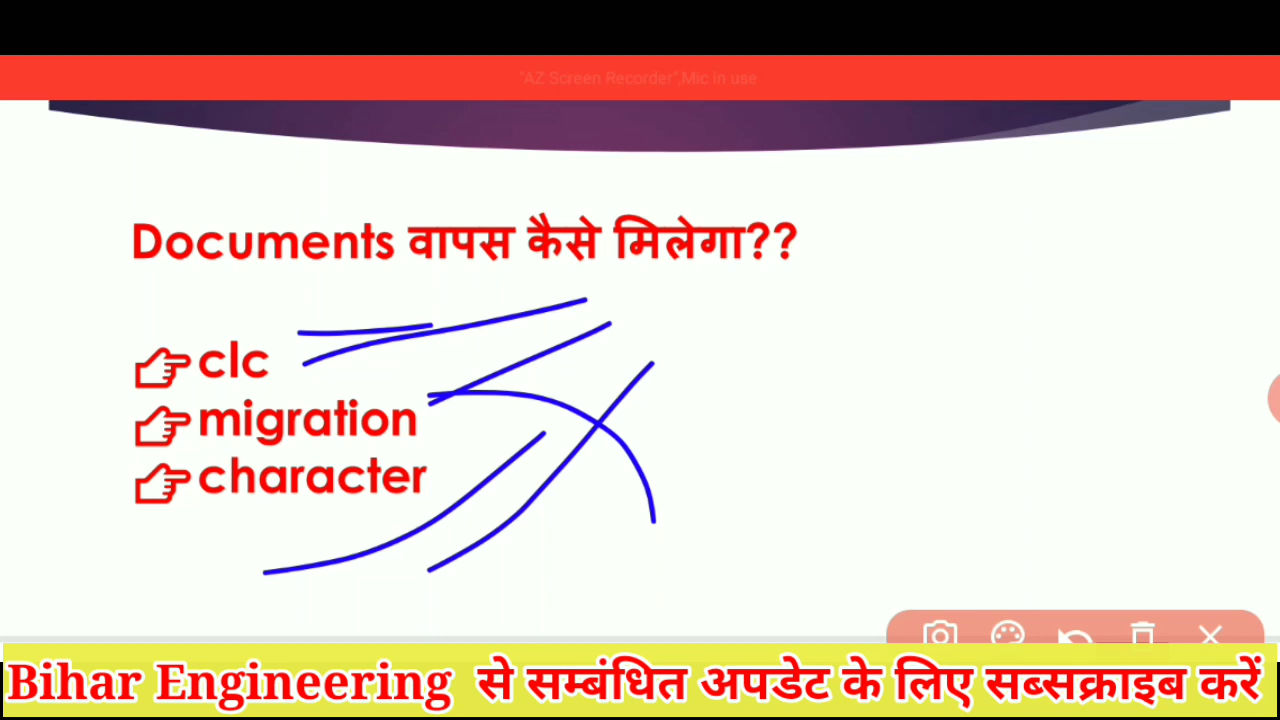 "AZ Screen Recorder",Mic in use
Documents वापस कैसे मिलेगा??
clc
migration
character
Bihar Engineering से सम्बंधित अपडेट के लिए सब्सक्राइब करें